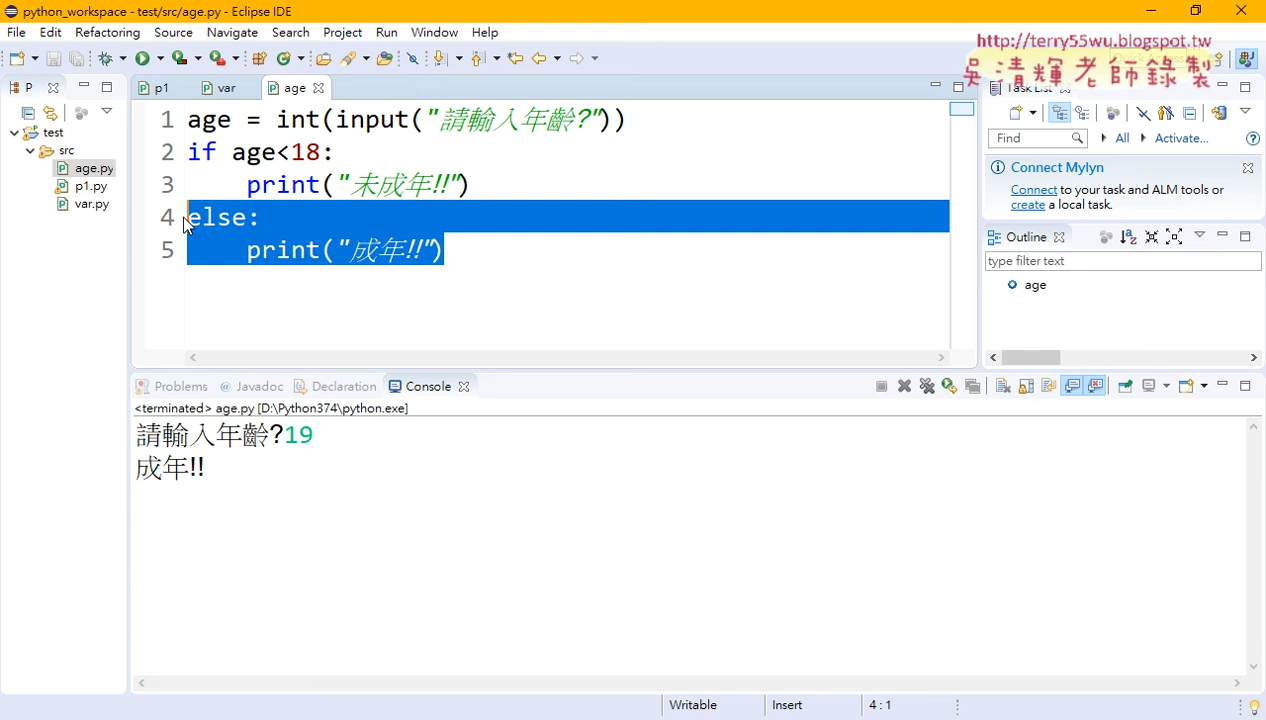 python_workspace - test/src/age.py - Eclipse IDE
File Edit Refactoring Source Navigate Search Project Run Window Help
http://terry55wu.blogspot.tw
吳清輝老師錄製
P
p1 var age
Task List
test
src
age.py
p1.py
var.py
1 age = int(input("請輸入年齡?"))
2 if age<18:
3 print("未成年!!")
4 else:
5 print("成年!!")
Find All Activate...
Connect Mylyn
Connect to your task and ALM tools or
create a local task.
Outline
type filter text
age
Problems Javadoc Declaration Console
<terminated> age.py [D:\Python374\python.exe]
請輸入年齡?19
成年!!
Writable Insert 4 : 1